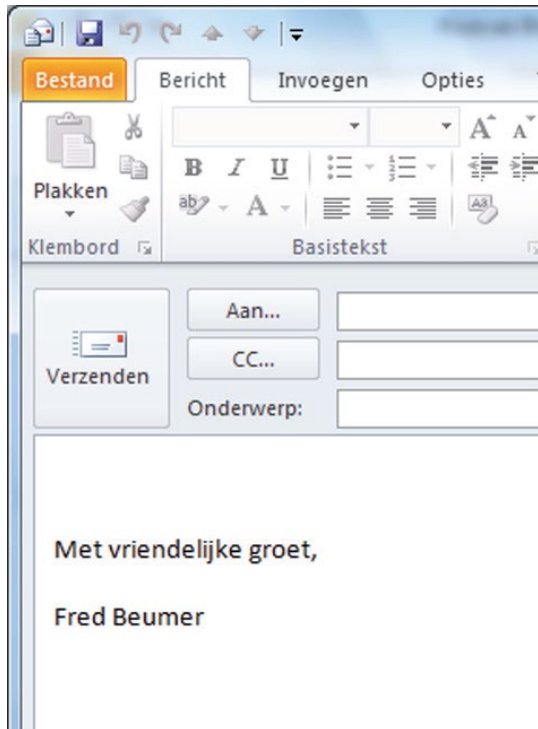 Bestand Bericht Invoegen Opties
Plakken
B I U
Klembord Basistekst
Aan...
CC...
Verzenden
Onderwerp:
Met vriendelijke groet,
Fred Beumer